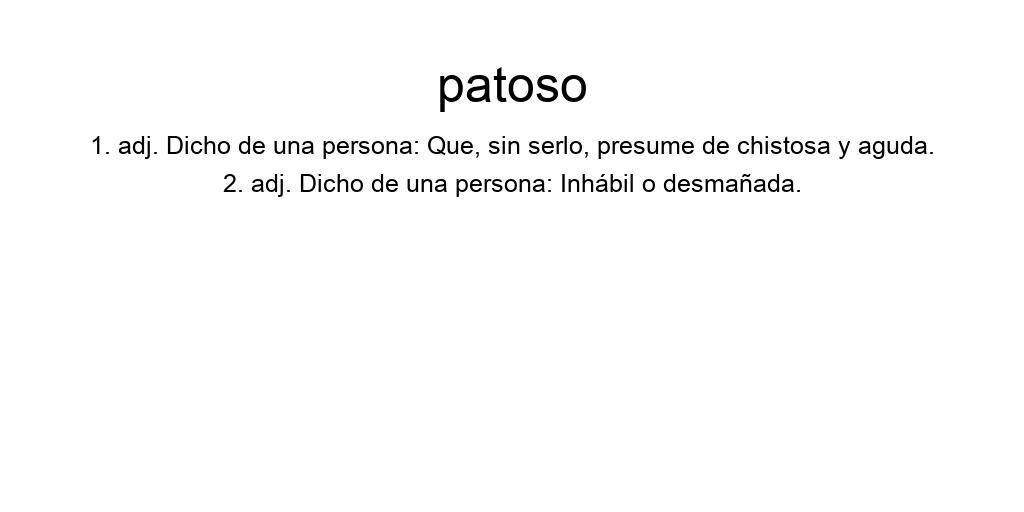 patoso
1. adj. Dicho de una persona: Que, sin serlo, presume de chistosa y aguda.
2. adj. Dicho de una persona: Inhábil o desmañada.